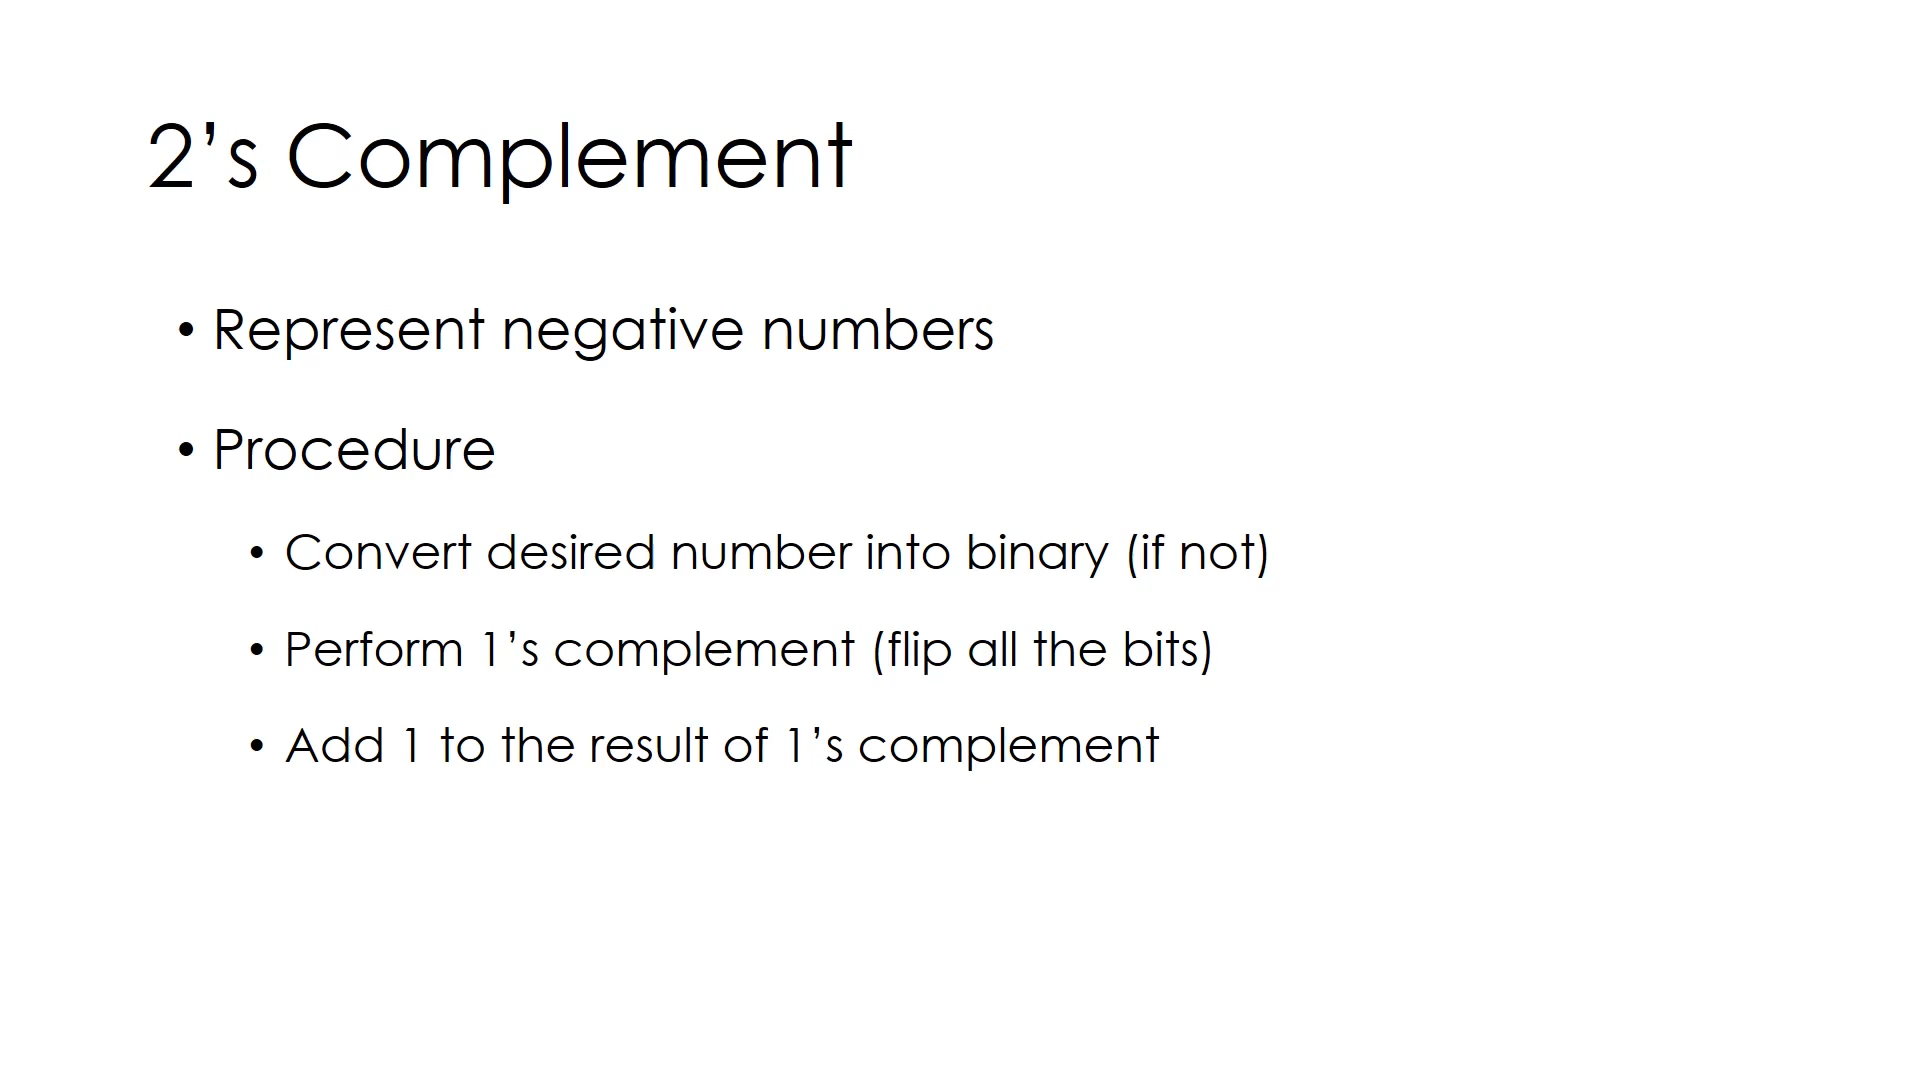 2’s Complement
• Represent negative numbers
• Procedure
• Convert desired number into binary (if not)
• Perform 1’s complement (flip all the bits)
• Add 1 to the result of 1’s complement